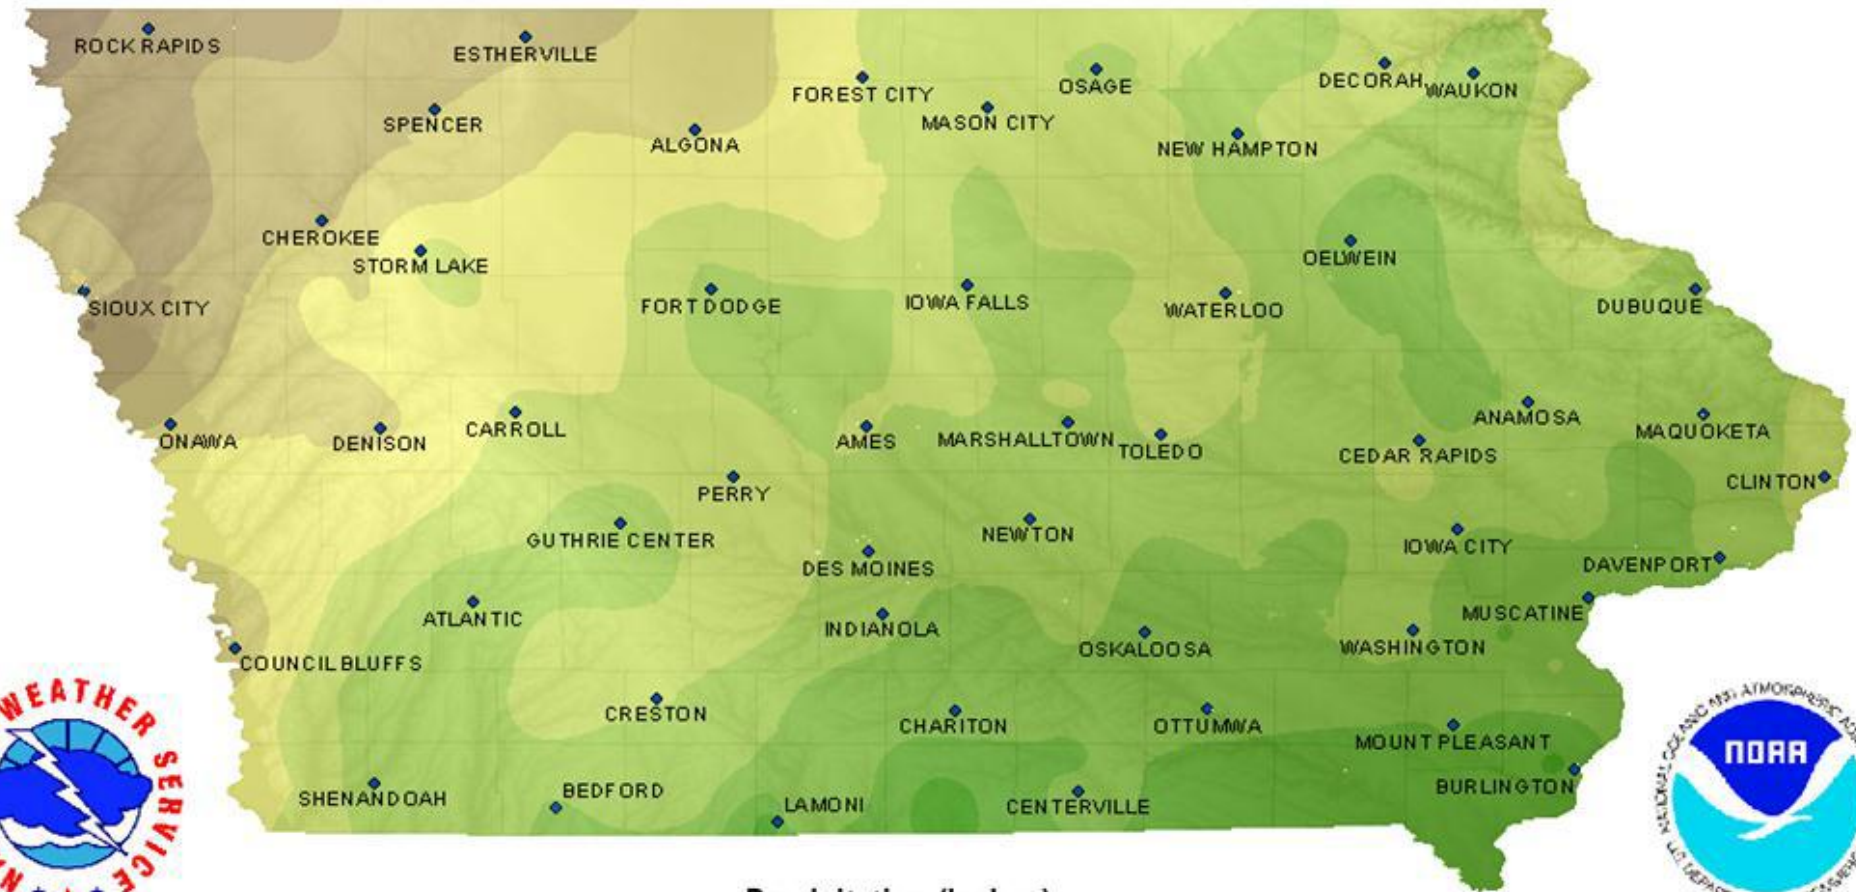 ROCK RAPIDS
ESTHERVILLE
SPENCER
ALGONA
FOREST CITY
MASON CITY
OSAGE
NEW HAMPTON
DECORAH
WAUKON
CHEROKEE
STORM LAKE
SIOUX CITY
FORT DODGE
IOWA FALLS
WATERLOO
OELWEIN
DUBUQUE
ONAWA
DENISON
CARROLL
AMES
MARSHALLTOWN
TOLEDO
CEDAR RAPIDS
ANAMOSA
MAQUOKETA
CLINTON
PERRY
GUTHRIE CENTER
DES MOINES
NEWTON
IOWA CITY
DAVENPORT
ATLANTIC
INDIANOLA
OSKALOOSA
WASHINGTON
MUSCATINE
COUNCIL BLUFFS
CRESTON
CHARITON
OTTUMWA
MOUNT PLEASANT
BURLINGTON
SHENANDOAH
BEDFORD
LAMONI
CENTERVILLE
WEATHER SERVICE
NOAA